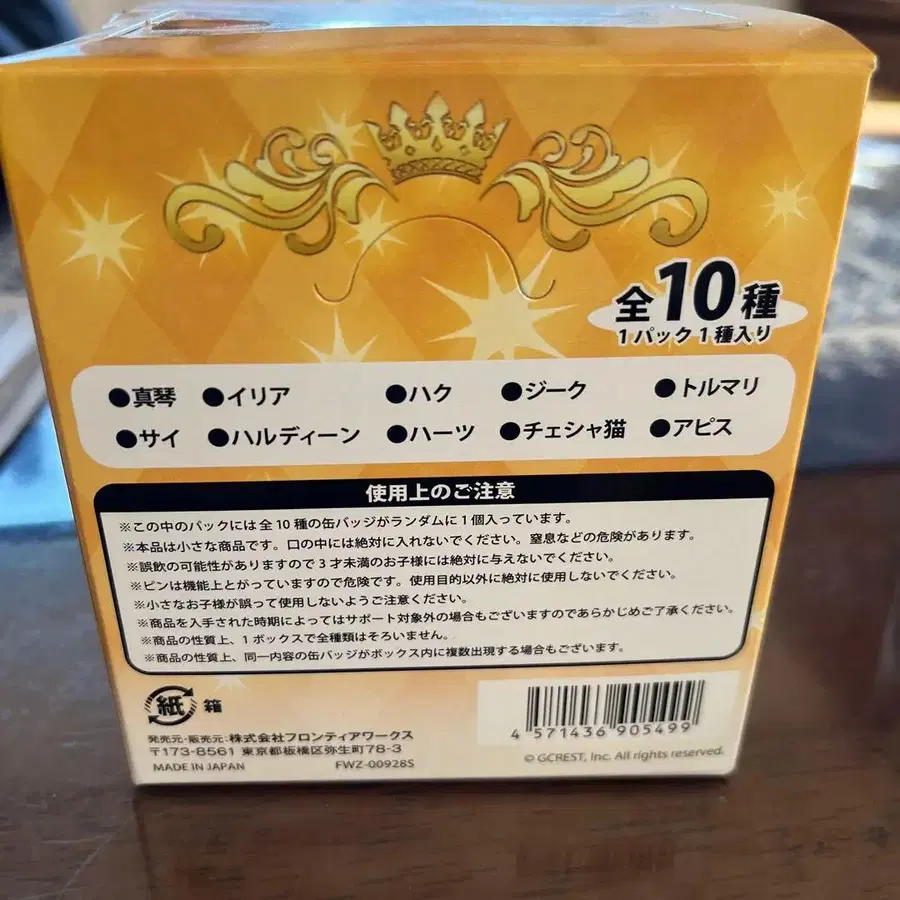 全10種
1パック1種入り
●真琴 ●イリア ●ハク ●ジーク ●トルマリ
●サイ ●ハルディーン ●ハーツ ●チェシャ猫 ●アピス
使用上のご注意
※この中のパックには全10種の缶バッジがランダムに1個入っています。
※本品は小さな商品です。口の中には絶対に入れないでください。窒息などの危険があります。
※誤飲の可能性がありますので3才未満のお子様には絶対に与えないでください。
※ピンは機能上とがっていますので危険です。使用目的以外に絶対に使用しないでください。
※小さなお子様が誤って使用しないようご注意ください。
※商品を入手された時期によってはサポート対象外の場合もございますのであらかじめご了承ください。
※商品の性質上、1ボックスで全種類はそろいません。
※商品の性質上、同一内容の缶バッジがボックス内に複数出現する場合もございます。
紙 箱
発売元・販売元：株式会社フロンティアワークス
〒173-8561 東京都板橋区弥生町78-3
MADE IN JAPAN FWZ-00928S
4 571436 905499
© GCREST, Inc. All rights reserved.